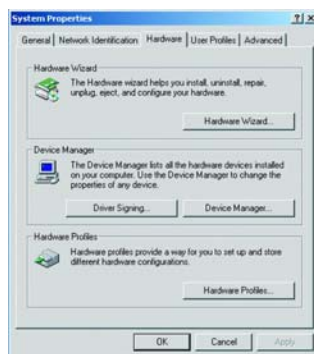 System Properties
General Network Identification Hardware User Profiles Advanced
Hardware Wizard
The Hardware wizard helps you install, uninstall, repair,
unplug, eject, and configure your hardware.
Hardware Wizard...
Device Manager
The Device Manager lists all the hardware devices installed
on your computer. Use the Device Manager to change the
properties of any device.
Driver Signing... Device Manager...
Hardware Profiles
Hardware profiles provide a way for you to set up and store
different hardware configurations.
Hardware Profiles...
OK Cancel Apply